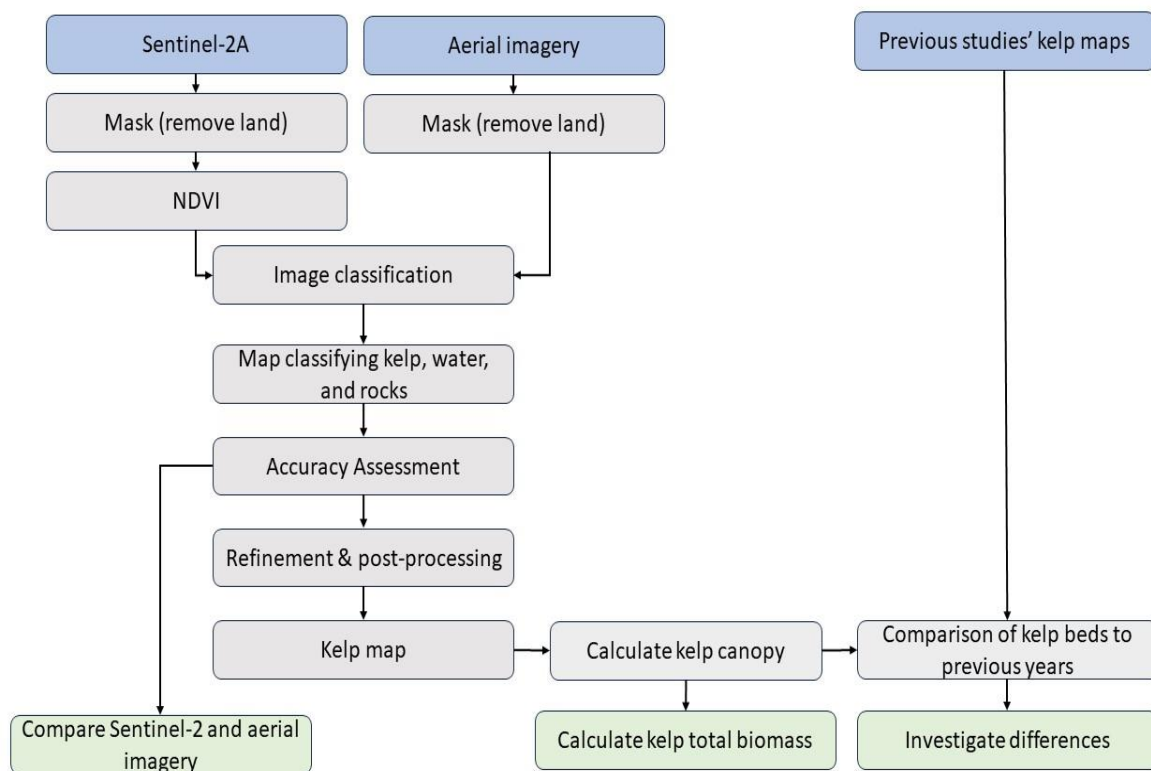 Sentinel-2A
Aerial imagery
Previous studies’ kelp maps
Mask (remove land)
Mask (remove land)
NDVI
Image classification
Map classifying kelp, water,
and rocks
Accuracy Assessment
Refinement & post-processing
Kelp map
Calculate kelp canopy
Comparison of kelp beds to
previous years
Compare Sentinel-2 and aerial
imagery
Calculate kelp total biomass
Investigate differences